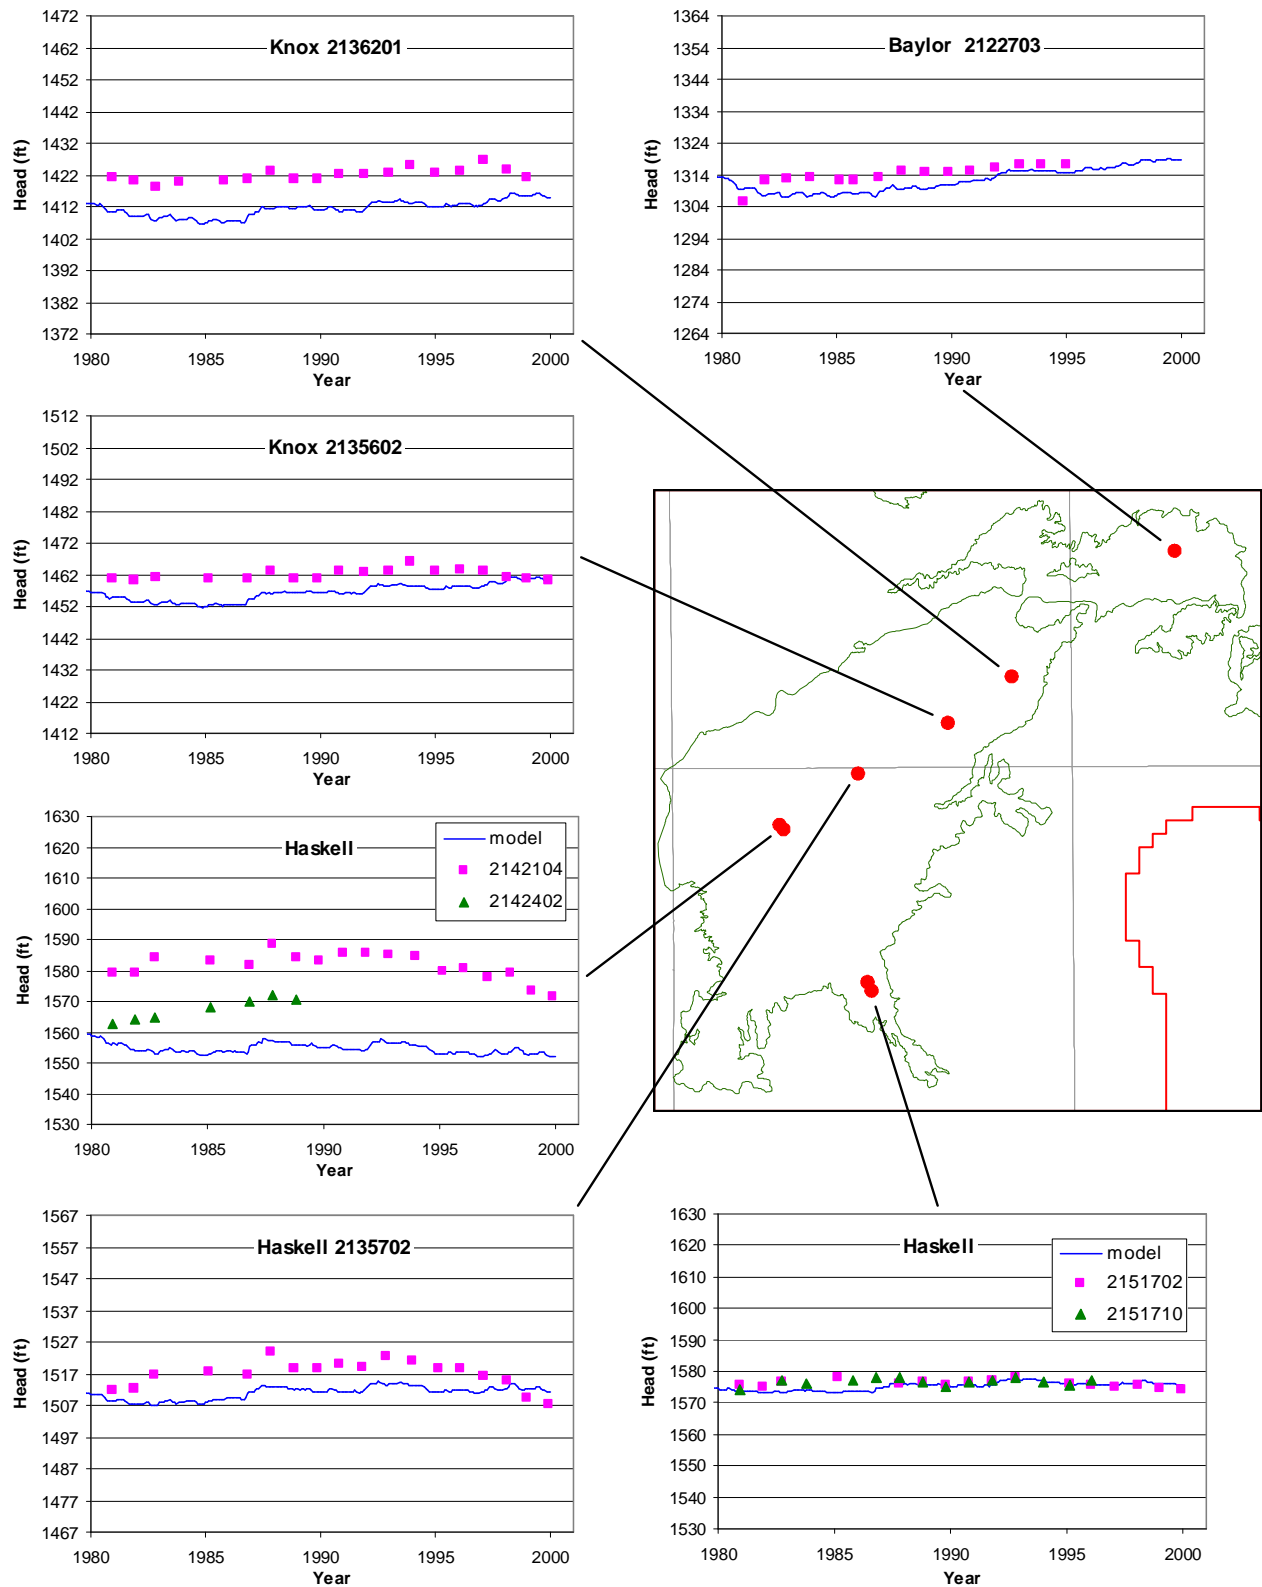 Knox 2136201
Head (ft)
1472
1462
1452
1442
1432
1422
1412
1402
1392
1382
1372
1980 1985 1990 1995 2000
Year
Baylor 2122703
Head (ft)
1364
1354
1344
1334
1324
1314
1304
1294
1284
1274
1264
1980 1985 1990 1995 2000
Year
Knox 2135602
Head (ft)
1512
1502
1492
1482
1472
1462
1452
1442
1432
1422
1412
1980 1985 1990 1995 2000
Year
Haskell
model
2142104
2142402
Head (ft)
1630
1620
1610
1600
1590
1580
1570
1560
1550
1540
1530
1980 1985 1990 1995 2000
Year
Haskell 2135702
Head (ft)
1567
1557
1547
1537
1527
1517
1507
1497
1487
1477
1467
1980 1985 1990 1995 2000
Year
Haskell
model
2151702
2151710
Head (ft)
1630
1620
1610
1600
1590
1580
1570
1560
1550
1540
1530
1980 1985 1990 1995 2000
Year